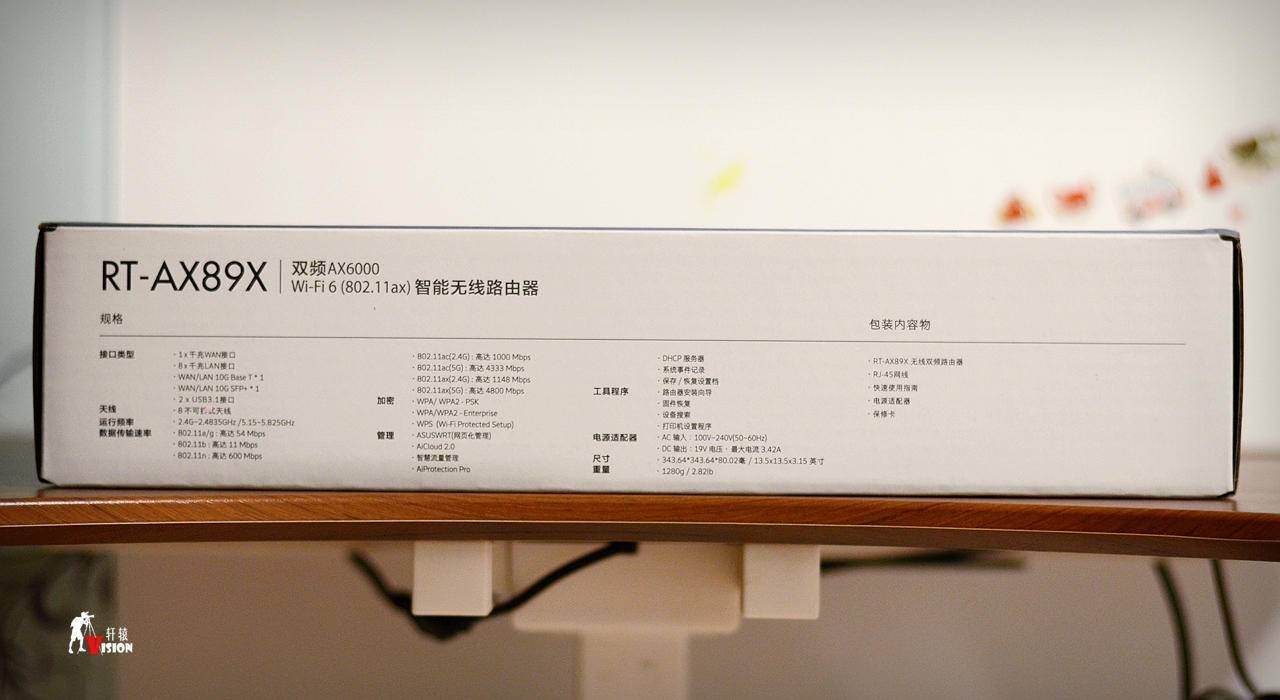 RT-AX89X
双频AX6000
Wi-Fi 6 (802.11ax) 智能无线路由器
规格
接口类型
· 1 x 千兆WAN接口
· 8 x 千兆LAN接口
· WAN/LAN 10G Base T * 1
· WAN/LAN 10G SFP+ * 1
· 2 x USB3.1接口
天线
· 8 不可拆式天线
运行频率
· 2.4G~2.4835GHz /5.15~5.825GHz
数据传输速率
· 802.11a/g : 高达 54 Mbps
· 802.11b : 高达 11 Mbps
· 802.11n : 高达 600 Mbps
· 802.11ac(2.4G) : 高达 1000 Mbps
· 802.11ac(5G) : 高达 4333 Mbps
· 802.11ax(2.4G) : 高达 1148 Mbps
· 802.11ax(5G) : 高达 4800 Mbps
加密
· WPA/ WPA2 - PSK
· WPA/WPA2 - Enterprise
· WPS (Wi-Fi Protected Setup)
管理
· ASUSWRT(网页化管理)
· AiCloud 2.0
· 智慧流量管理
· AiProtection Pro
· DHCP 服务器
· 系统事件记录
· 保存 / 恢复设置档
工具程序
· 路由器安装向导
· 固件恢复
· 设备搜索
· 打印机设置程序
电源适配器
· AC 输入 : 100V~240V(50~60Hz)
· DC 输出 : 19V 电压 · 最大电流 3.42A
尺寸
· 343.64*343.64*80.02毫 / 13.5x13.5x3.15 英寸
重量
· 1280g / 2.82lb
包装内容物
· RT-AX89X 无线双频路由器
· RJ-45网线
· 快速使用指南
· 电源适配器
· 保修卡
轩辕
VISION